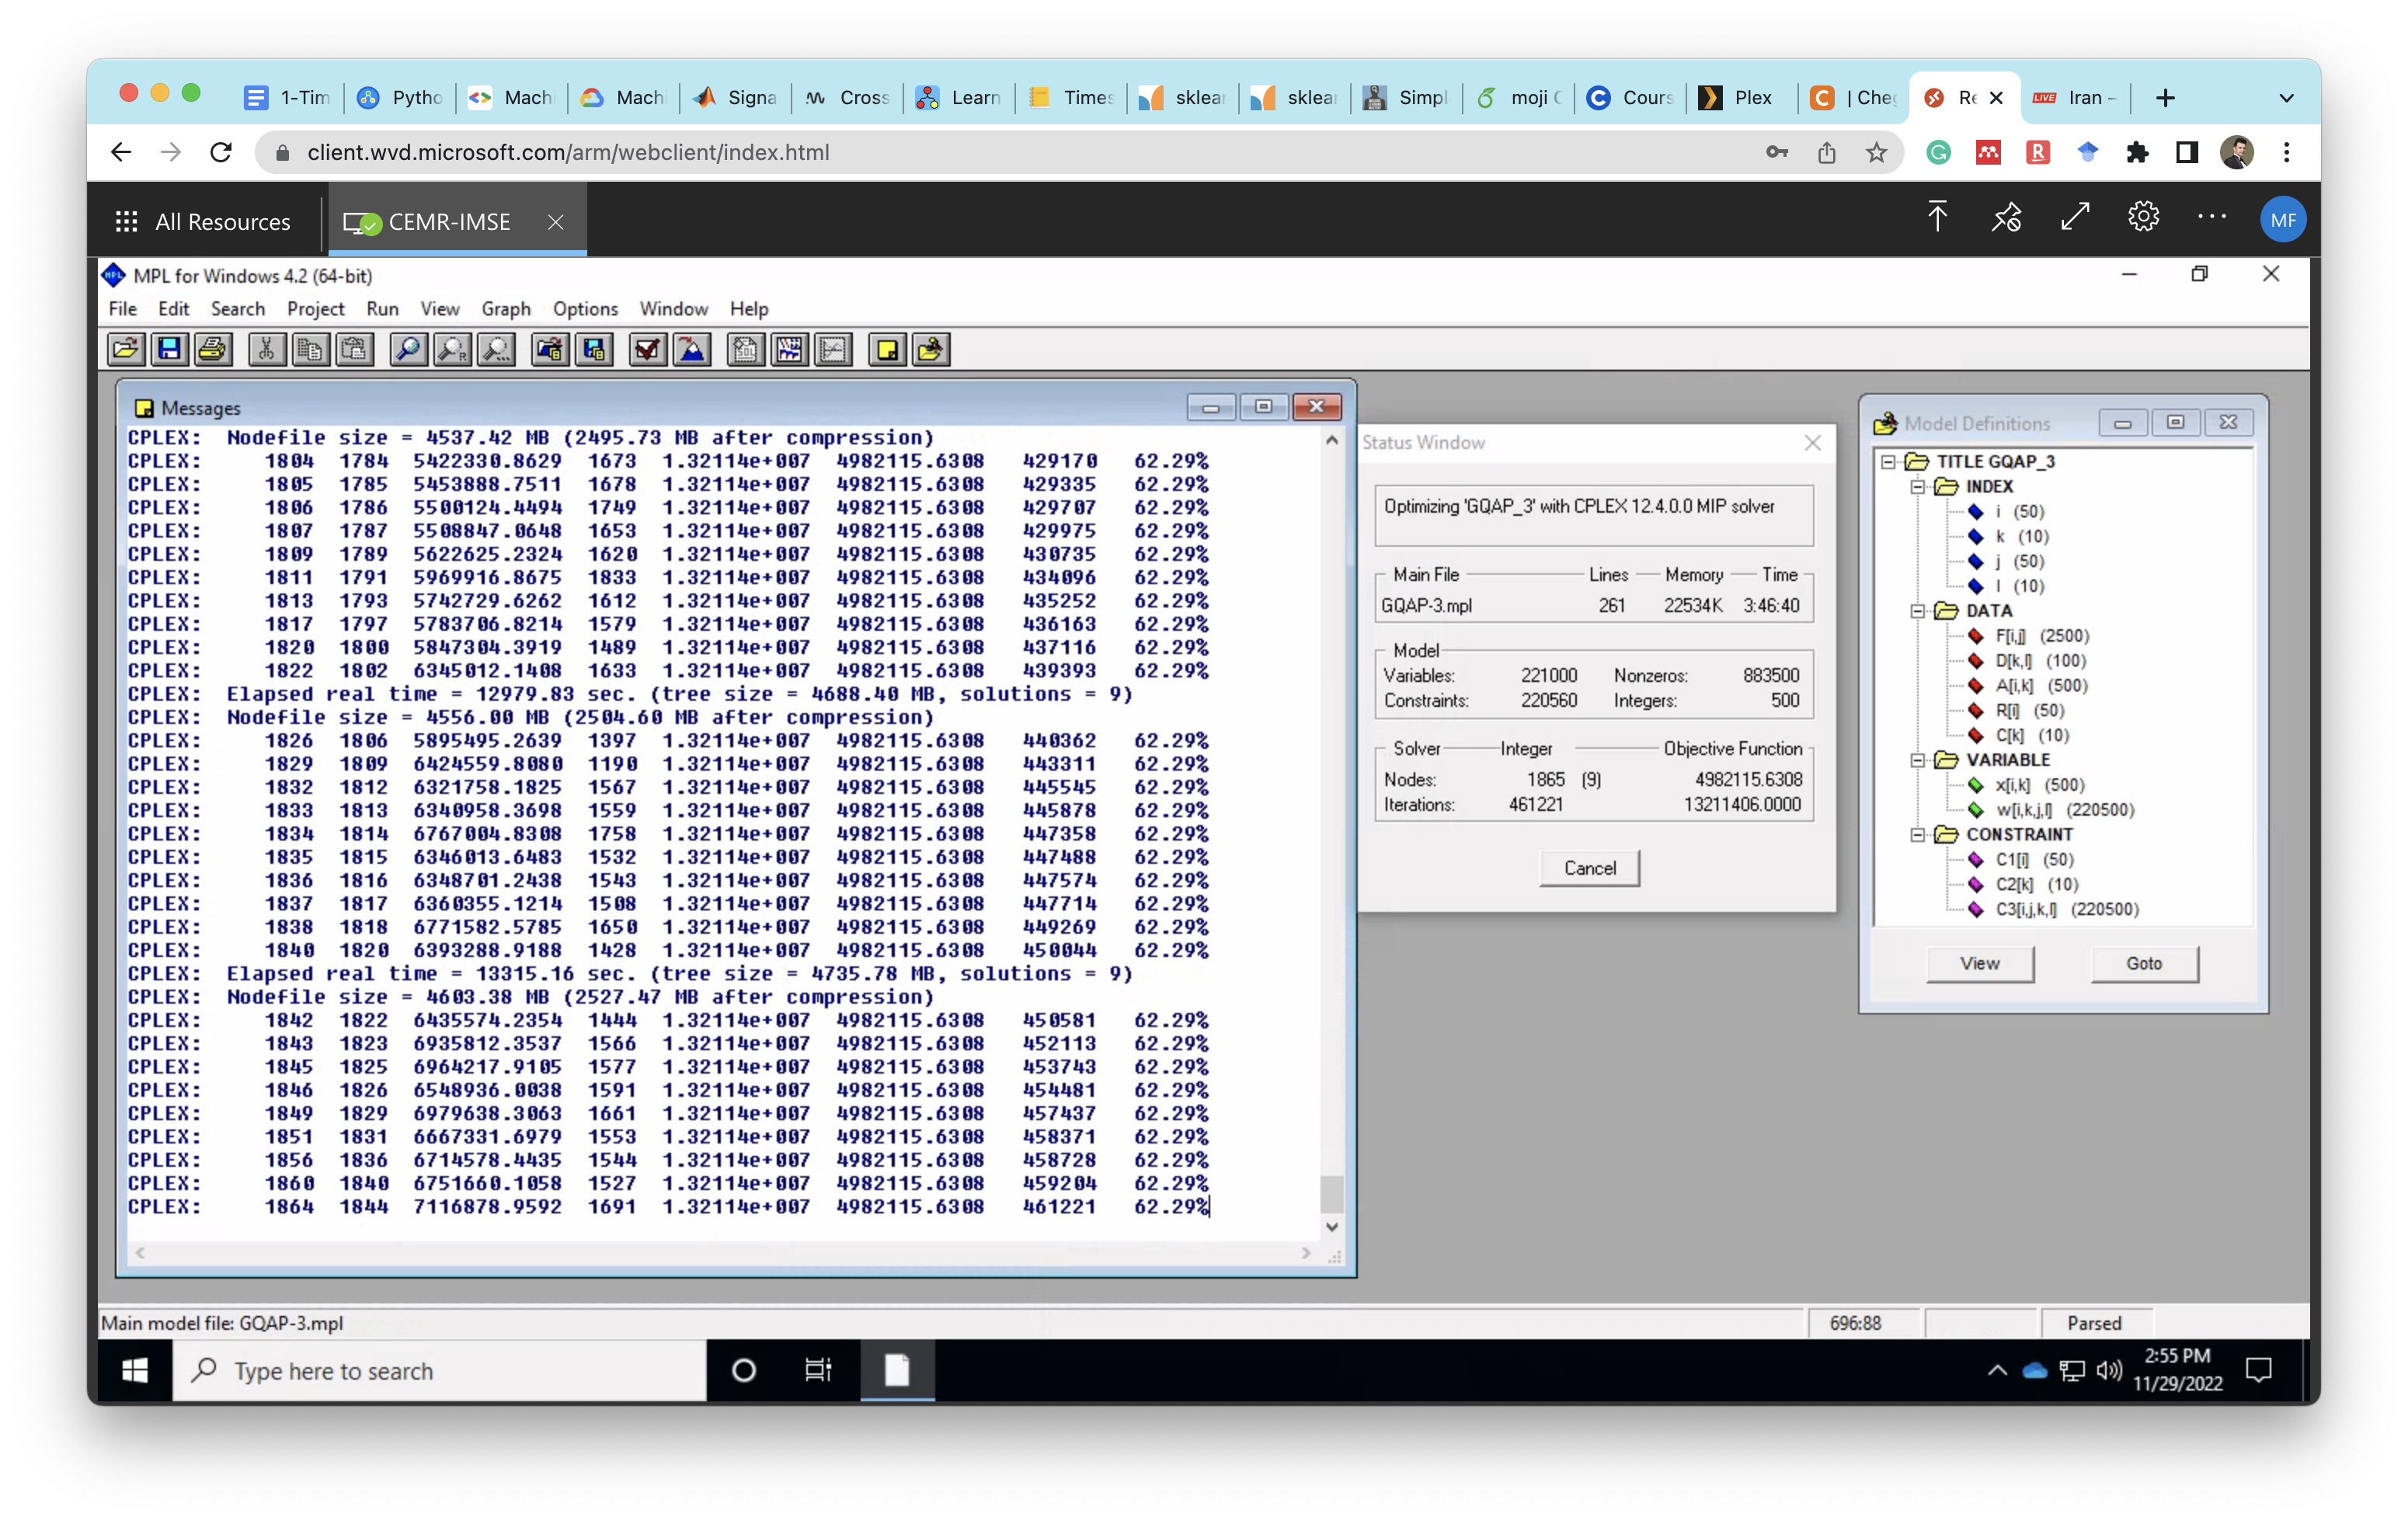 1-Tim
Pytho
Machi
Machi
Signa
Cross
Learn
Times
sklear
sklear
Simpl
moji C
Cours
Plex
| Che
Re
LIVE
Iran –
client.wvd.microsoft.com/arm/webclient/index.html
All Resources
CEMR-IMSE
MF
MPL for Windows 4.2 (64-bit)
File Edit Search Project Run View Graph Options Window Help
Messages
CPLEX: Nodefile size = 4537.42 MB (2495.73 MB after compression)
CPLEX: 1804 1784 5422330.8629 1673 1.32114e+007 4982115.6308 429170 62.29%
CPLEX: 1805 1785 5453888.7511 1678 1.32114e+007 4982115.6308 429335 62.29%
CPLEX: 1806 1786 5500124.4494 1749 1.32114e+007 4982115.6308 429707 62.29%
CPLEX: 1807 1787 5508847.0648 1653 1.32114e+007 4982115.6308 429975 62.29%
CPLEX: 1809 1789 5622625.2324 1620 1.32114e+007 4982115.6308 430735 62.29%
CPLEX: 1811 1791 5969916.8675 1833 1.32114e+007 4982115.6308 434096 62.29%
CPLEX: 1813 1793 5742729.6262 1612 1.32114e+007 4982115.6308 435252 62.29%
CPLEX: 1817 1797 5783706.8214 1579 1.32114e+007 4982115.6308 436163 62.29%
CPLEX: 1820 1800 5847304.3919 1489 1.32114e+007 4982115.6308 437116 62.29%
CPLEX: 1822 1802 6345012.1408 1633 1.32114e+007 4982115.6308 439393 62.29%
CPLEX: Elapsed real time = 12979.83 sec. (tree size = 4688.40 MB, solutions = 9)
CPLEX: Nodefile size = 4556.00 MB (2504.60 MB after compression)
CPLEX: 1826 1806 5895495.2639 1397 1.32114e+007 4982115.6308 440362 62.29%
CPLEX: 1829 1809 6424559.8080 1190 1.32114e+007 4982115.6308 443311 62.29%
CPLEX: 1832 1812 6321758.1825 1567 1.32114e+007 4982115.6308 445545 62.29%
CPLEX: 1833 1813 6340958.3698 1559 1.32114e+007 4982115.6308 445878 62.29%
CPLEX: 1834 1814 6767004.8308 1758 1.32114e+007 4982115.6308 447358 62.29%
CPLEX: 1835 1815 6346013.6483 1532 1.32114e+007 4982115.6308 447488 62.29%
CPLEX: 1836 1816 6348701.2438 1543 1.32114e+007 4982115.6308 447574 62.29%
CPLEX: 1837 1817 6360355.1214 1508 1.32114e+007 4982115.6308 447714 62.29%
CPLEX: 1838 1818 6771582.5785 1650 1.32114e+007 4982115.6308 449269 62.29%
CPLEX: 1840 1820 6393288.9188 1428 1.32114e+007 4982115.6308 450044 62.29%
CPLEX: Elapsed real time = 13315.16 sec. (tree size = 4735.78 MB, solutions = 9)
CPLEX: Nodefile size = 4603.38 MB (2527.47 MB after compression)
CPLEX: 1842 1822 6435574.2354 1444 1.32114e+007 4982115.6308 450581 62.29%
CPLEX: 1843 1823 6935812.3537 1566 1.32114e+007 4982115.6308 452113 62.29%
CPLEX: 1845 1825 6964217.9105 1577 1.32114e+007 4982115.6308 453743 62.29%
CPLEX: 1846 1826 6548936.0038 1591 1.32114e+007 4982115.6308 454481 62.29%
CPLEX: 1849 1829 6979638.3063 1661 1.32114e+007 4982115.6308 457437 62.29%
CPLEX: 1851 1831 6667331.6979 1553 1.32114e+007 4982115.6308 458371 62.29%
CPLEX: 1856 1836 6714578.4435 1544 1.32114e+007 4982115.6308 458728 62.29%
CPLEX: 1860 1840 6751660.1058 1527 1.32114e+007 4982115.6308 459204 62.29%
CPLEX: 1864 1844 7116878.9592 1691 1.32114e+007 4982115.6308 461221 62.29%
Status Window
Optimizing 'GQAP_3' with CPLEX 12.4.0.0 MIP solver
Main File Lines Memory Time
GQAP-3.mpl 261 22534K 3:46:40
Model
Variables: 221000 Nonzeros: 883500
Constraints: 220560 Integers: 500
Solver Integer Objective Function
Nodes: 1865 (9) 4982115.6308
Iterations: 461221 13211406.0000
Cancel
Model Definitions
TITLE GQAP_3
INDEX
i (50)
k (10)
j (50)
l (10)
DATA
F[i,j] (2500)
D[k,l] (100)
A[i,k] (500)
R[i] (50)
C[k] (10)
VARIABLE
x[i,k] (500)
w[i,k,j,l] (220500)
CONSTRAINT
C1[i] (50)
C2[k] (10)
C3[i,j,k,l] (220500)
View Goto
Main model file: GQAP-3.mpl
696:88
Parsed
Type here to search
2:55 PM
11/29/2022